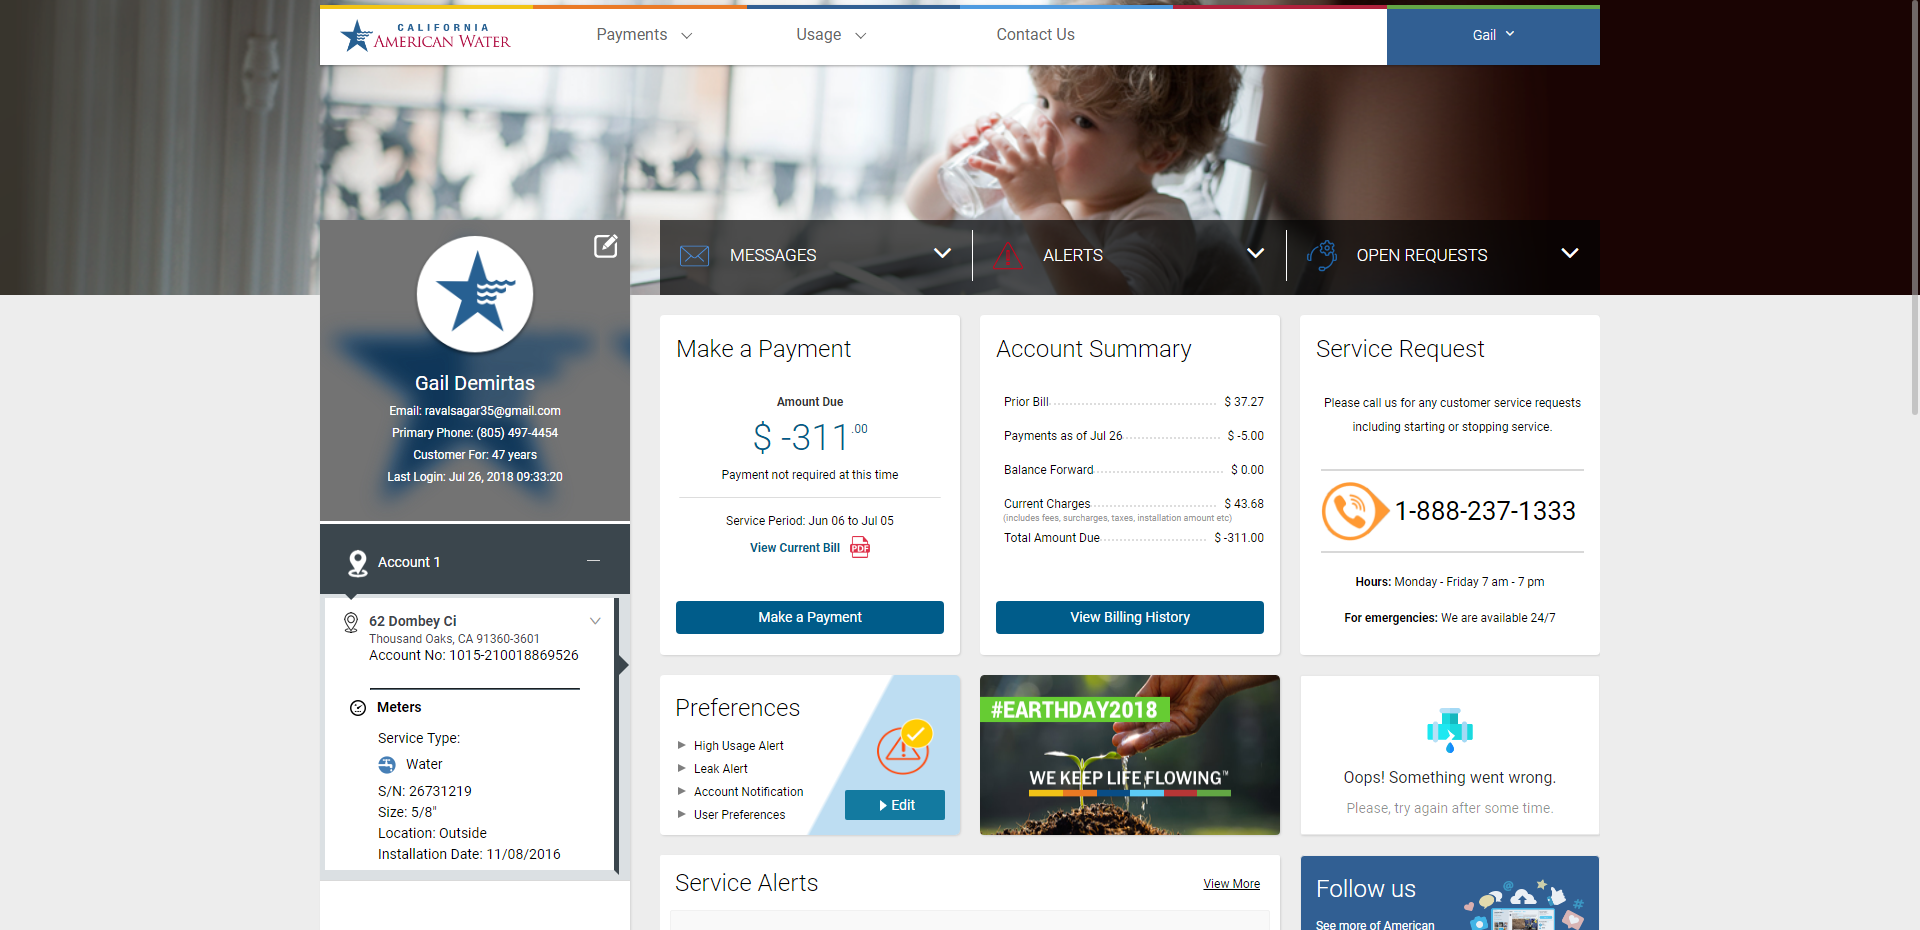 CALIFORNIA
AMERICAN WATER
Payments
Usage
Contact Us
Gail
MESSAGES
ALERTS
OPEN REQUESTS
Gail Demirtas
Email: ravalsagar35@gmail.com
Primary Phone: (805) 497-4454
Customer For: 47 years
Last Login: Jul 26, 2018 09:33:20
Account 1
62 Dombey Ci
Thousand Oaks, CA 91360-3601
Account No: 1015-210018869526
Meters
Service Type:
Water
S/N: 26731219
Size: 5/8"
Location: Outside
Installation Date: 11/08/2016
Make a Payment
Amount Due
$ -311.00
Payment not required at this time
Service Period: Jun 06 to Jul 05
View Current Bill PDF
Make a Payment
Account Summary
Prior Bill $ 37.27
Payments as of Jul 26 $ -5.00
Balance Forward $ 0.00
Current Charges $ 43.68
(includes fees, surcharges, taxes, installation amount etc)
Total Amount Due $ -311.00
View Billing History
Service Request
Please call us for any customer service requests
including starting or stopping service.
1-888-237-1333
Hours: Monday - Friday 7 am - 7 pm
For emergencies: We are available 24/7
Preferences
High Usage Alert
Leak Alert
Account Notification
User Preferences
Edit
#EARTHDAY2018
WE KEEP LIFE FLOWING™
Oops! Something went wrong.
Please, try again after some time.
Service Alerts
View More
Follow us
See more of American